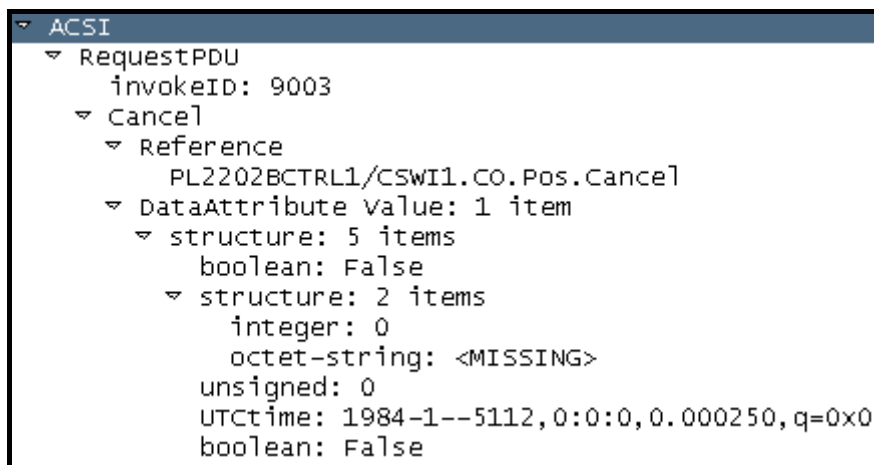 ACSI
RequestPDU
invokeID: 9003
Cancel
Reference
PL2202BCTRL1/CSWI1.CO.Pos.Cancel
DataAttribute Value: 1 item
structure: 5 items
boolean: False
structure: 2 items
integer: 0
octet-string: <MISSING>
unsigned: 0
UTCtime: 1984-1--5112,0:0:0,0.000250,q=0x0
boolean: False